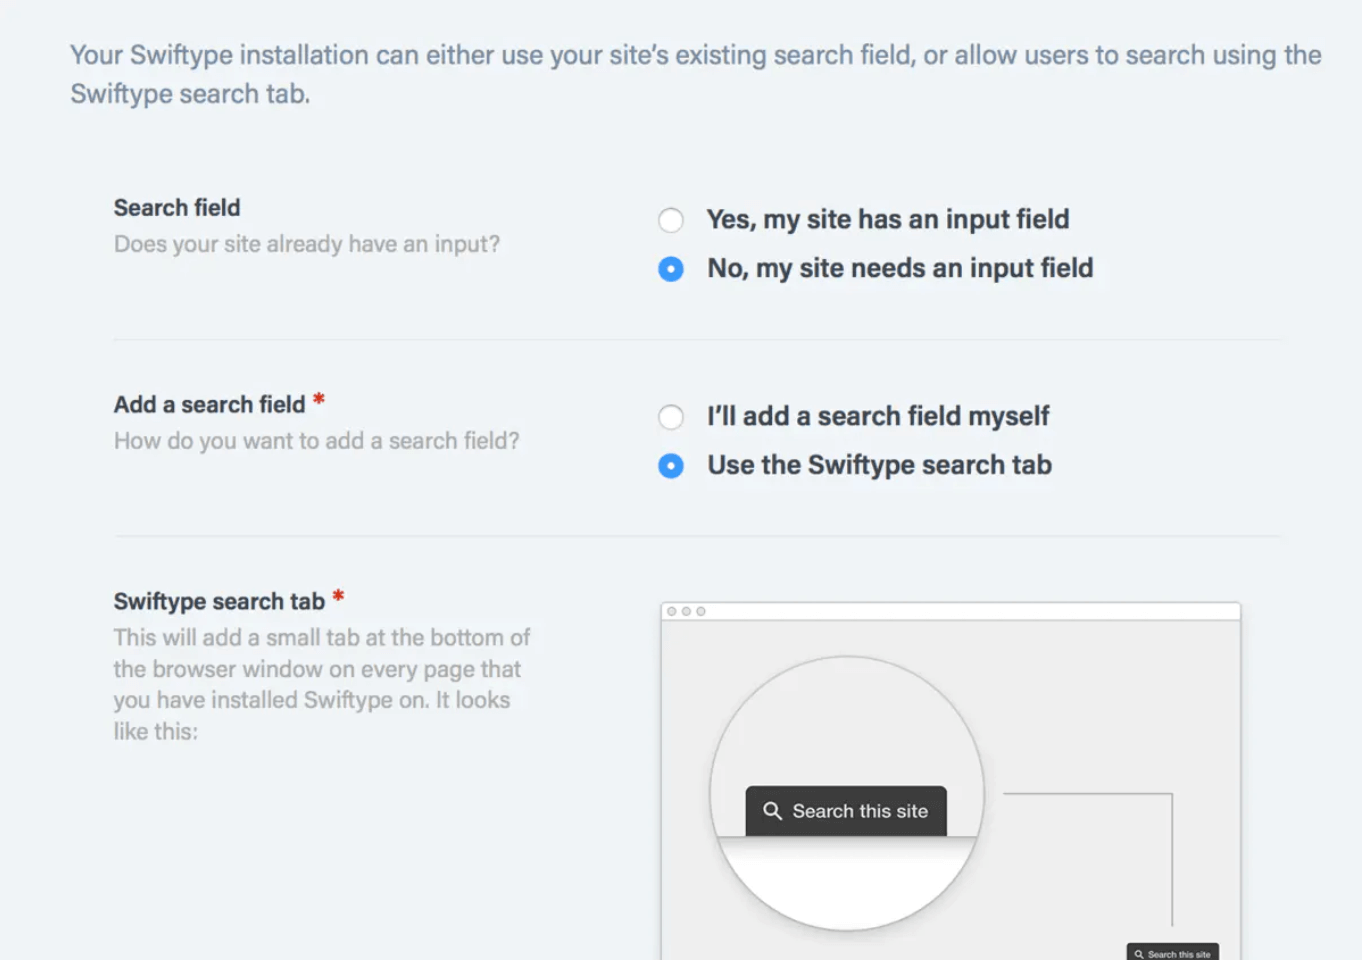 Your Swiftype installation can either use your site’s existing search field, or allow users to search using the
Swiftype search tab.
Search field
Does your site already have an input?
Yes, my site has an input field
No, my site needs an input field
Add a search field *
How do you want to add a search field?
I’ll add a search field myself
Use the Swiftype search tab
Swiftype search tab *
This will add a small tab at the bottom of
the browser window on every page that
you have installed Swiftype on. It looks
like this:
Search this site
Search this site